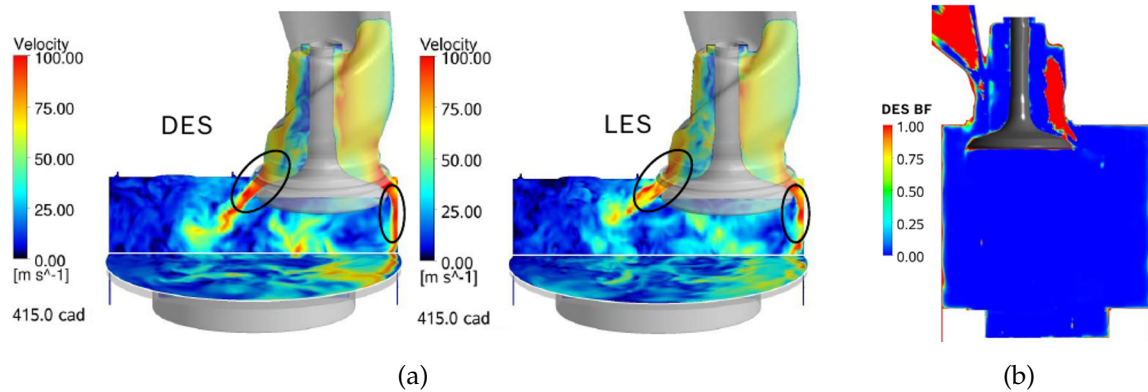 Velocity
100.00
75.00
50.00
25.00
0.00
[m s^-1]
415.0 cad
DES
Velocity
100.00
75.00
50.00
25.00
0.00
[m s^-1]
415.0 cad
LES
DES BF
1.00
0.75
0.50
0.25
0.00
(a)
(b)